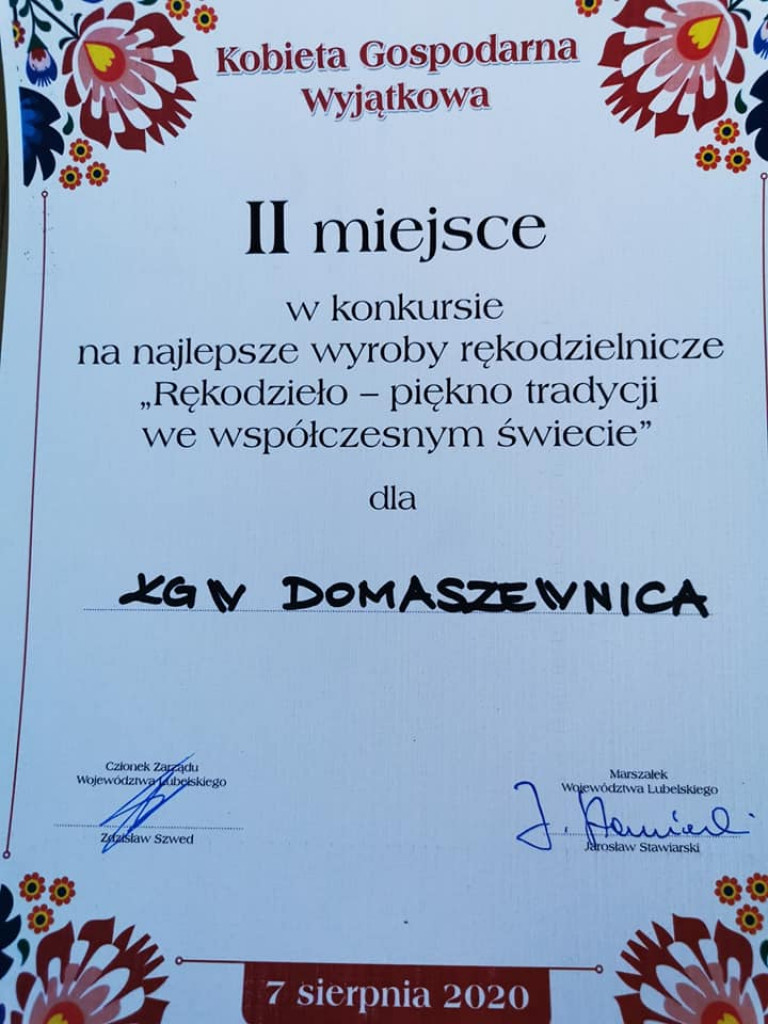 Kobieta Gospodarna
Wyjątkowa
II miejsce
w konkursie
na najlepsze wyroby rękodzielnicze
„Rękodzieło – piękno tradycji
we współczesnym świecie”
dla
KGW DOMASZEWNICA
Członek Zarządu
Województwa Lubelskiego
Zdzisław Szwed
Marszałek
Województwa Lubelskiego
J. Stawiarski
Jarosław Stawiarski
7 sierpnia 2020